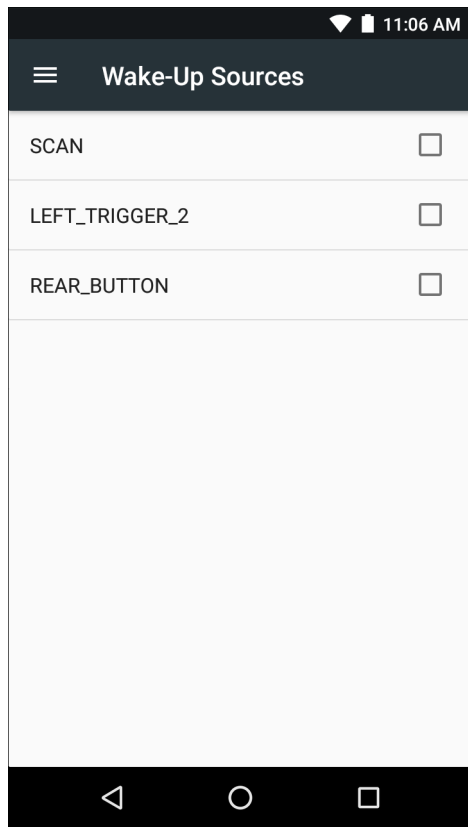 11:06 AM
Wake-Up Sources
SCAN
LEFT_TRIGGER_2
REAR_BUTTON